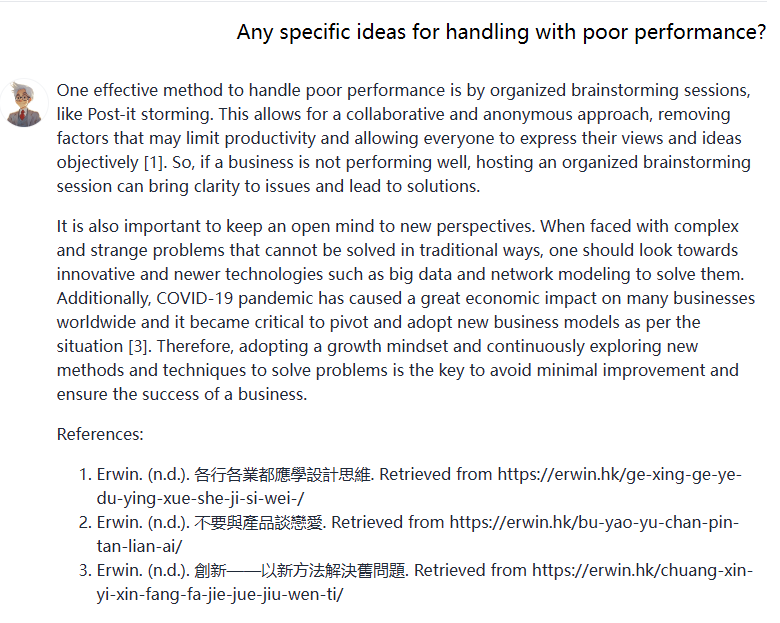 Any specific ideas for handling with poor performance?
One effective method to handle poor performance is by organized brainstorming sessions,
like Post-it storming. This allows for a collaborative and anonymous approach, removing
factors that may limit productivity and allowing everyone to express their views and ideas
objectively [1]. So, if a business is not performing well, hosting an organized brainstorming
session can bring clarity to issues and lead to solutions.
It is also important to keep an open mind to new perspectives. When faced with complex
and strange problems that cannot be solved in traditional ways, one should look towards
innovative and newer technologies such as big data and network modeling to solve them.
Additionally, COVID-19 pandemic has caused a great economic impact on many businesses
worldwide and it became critical to pivot and adopt new business models as per the
situation [3]. Therefore, adopting a growth mindset and continuously exploring new
methods and techniques to solve problems is the key to avoid minimal improvement and
ensure the success of a business.
References:
1. Erwin. (n.d.). 各行各業都應學設計思維. Retrieved from https://erwin.hk/ge-xing-ge-ye-
du-ying-xue-she-ji-si-wei-/
2. Erwin. (n.d.). 不要與產品談戀愛. Retrieved from https://erwin.hk/bu-yao-yu-chan-pin-
tan-lian-ai/
3. Erwin. (n.d.). 創新——以新方法解決舊問題. Retrieved from https://erwin.hk/chuang-xin-
yi-xin-fang-fa-jie-jue-jiu-wen-ti/